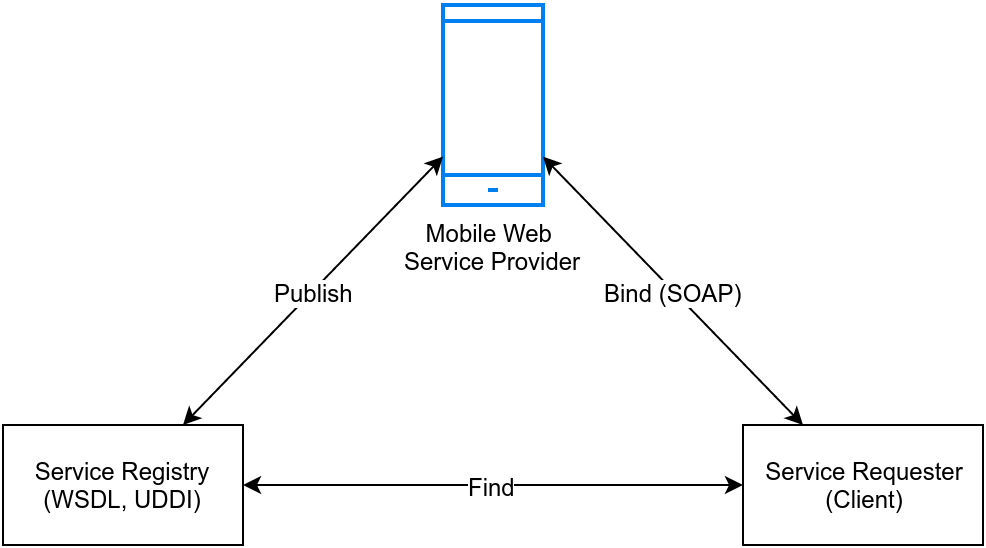 Mobile Web
Service Provider
Publish
Bind (SOAP)
Service Registry
(WSDL, UDDI)
Find
Service Requester
(Client)